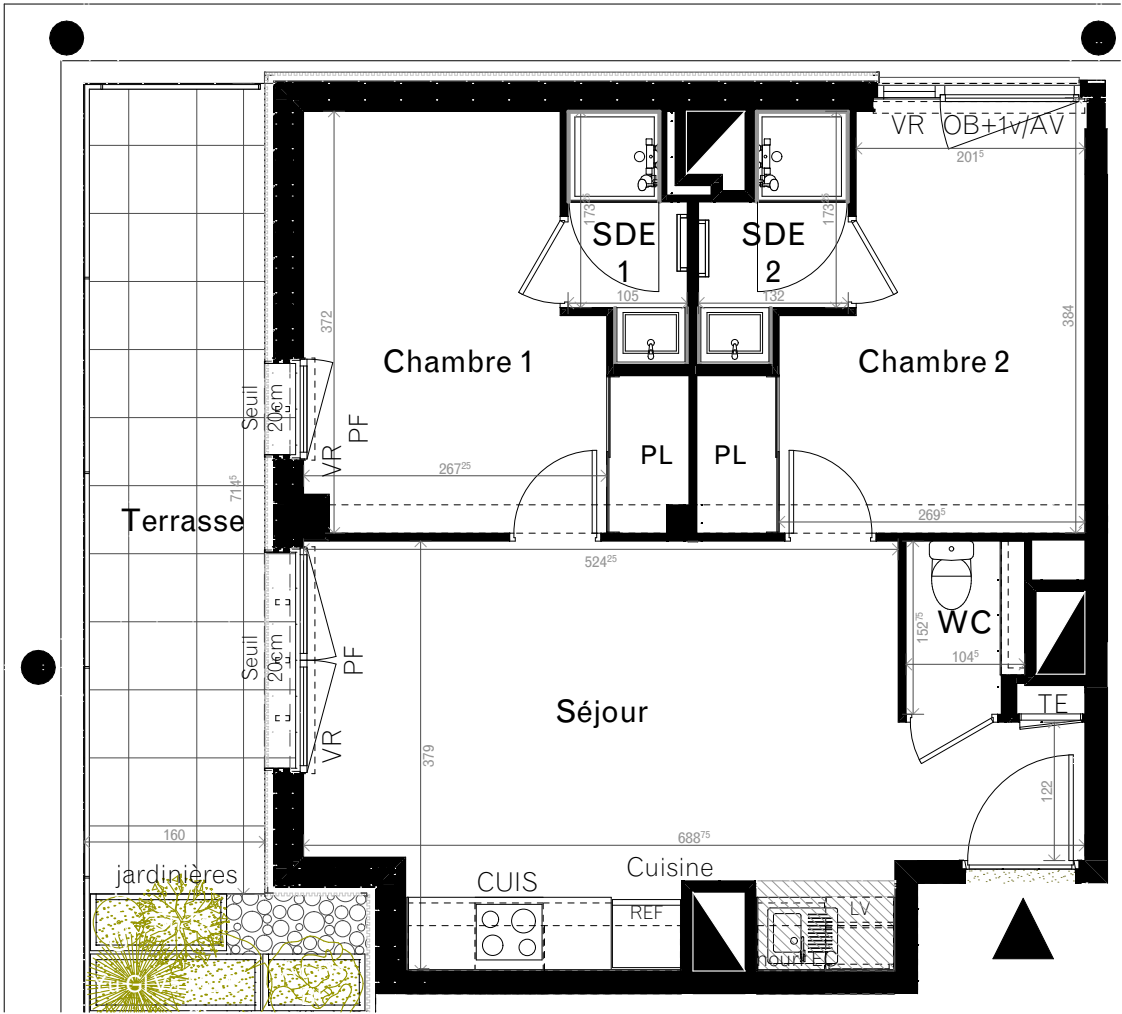 VR OB+1v/AV
201⁵
173
173
SDE
1
SDE
2
105
132
372
384
Chambre 1
Chambre 2
Seuil
20cm
VR
PF
PL
PL
267²⁵
714⁵
Terrasse
269⁵
524²⁵
152⁷⁵
WC
104⁵
Seuil
20cm
PF
VR
Séjour
TE
379
122
160
688⁷⁵
jardinières
CUIS
Cuisine
REF
LV